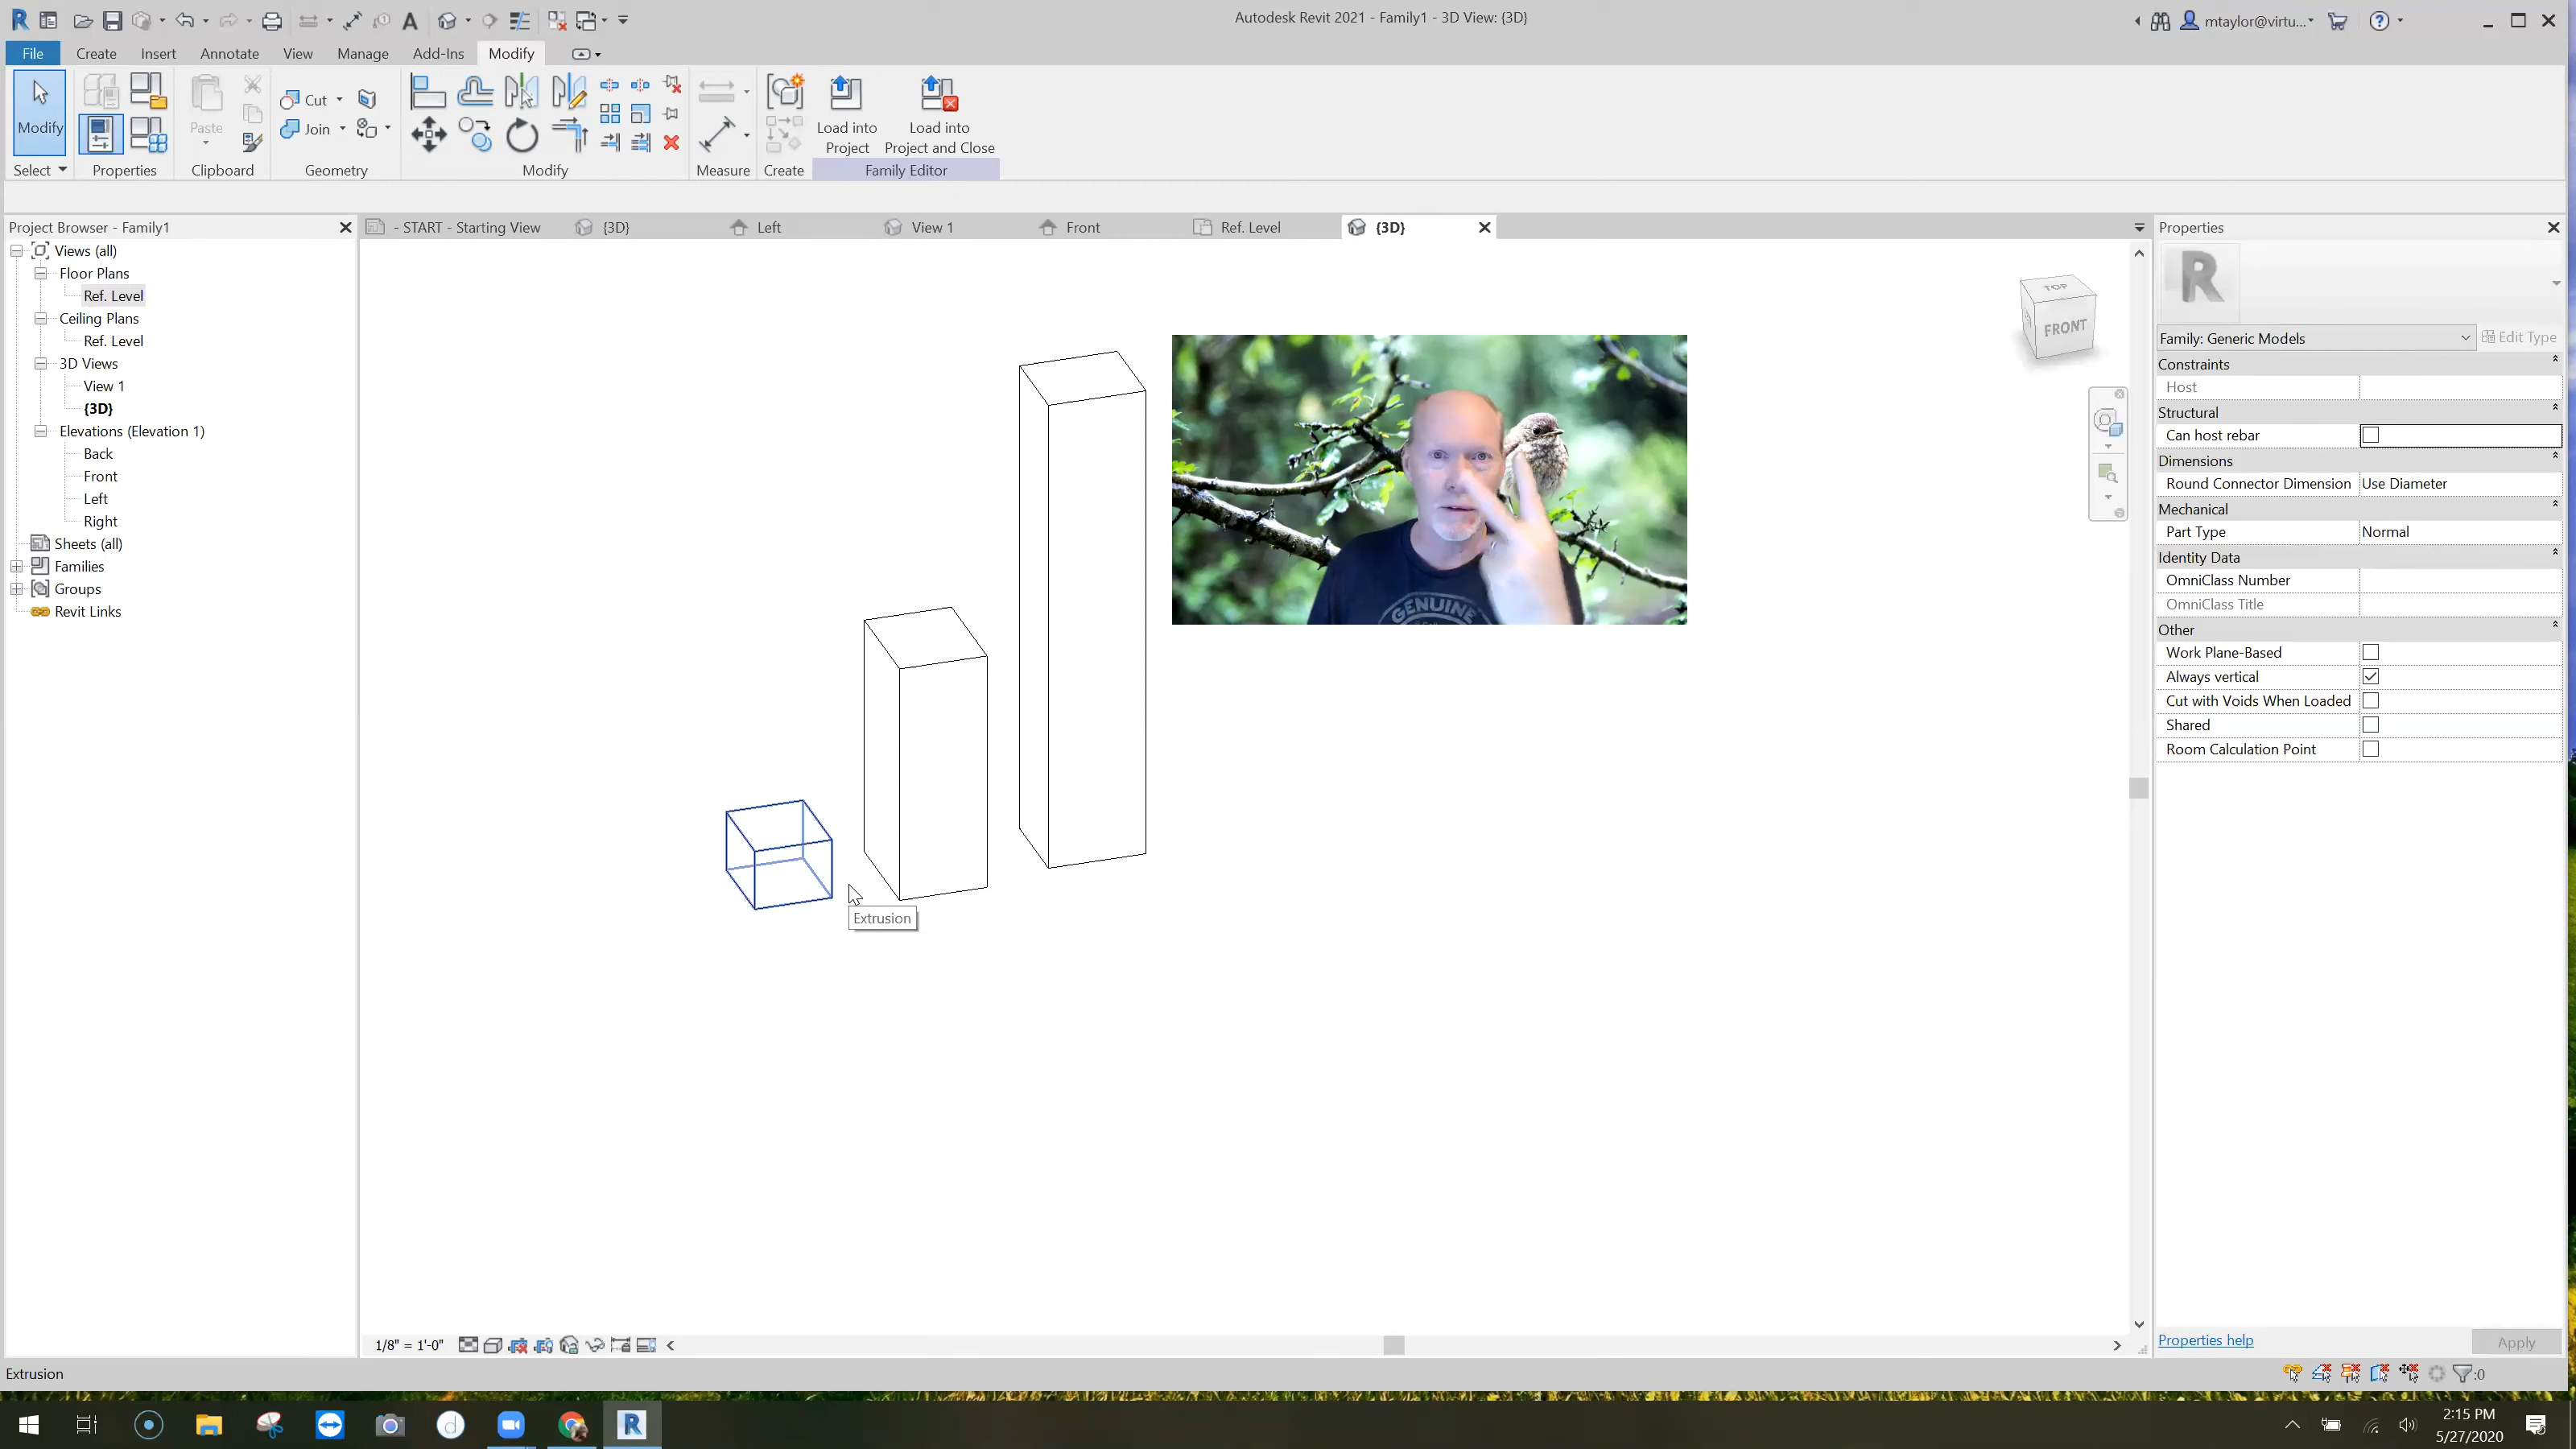 Autodesk Revit 2021 - Family1 - 3D View: {3D}
mtaylor@virtu...
File Create Insert Annotate View Manage Add-Ins Modify
Modify
Paste
Cut
Join
Load into Project
Load into Project and Close
Select Properties Clipboard Geometry Modify Measure Create Family Editor
Project Browser - Family1
- START - Starting View {3D} Left View 1 Front Ref. Level {3D}
Properties
Views (all)
Floor Plans
Ref. Level
Ceiling Plans
Ref. Level
3D Views
View 1
{3D}
Elevations (Elevation 1)
Back
Front
Left
Right
Sheets (all)
Families
Groups
Revit Links
TOP
FRONT
GENUINE
Extrusion
Family: Generic Models
Edit Type
Constraints
Host
Structural
Can host rebar
Dimensions
Round Connector Dimension Use Diameter
Mechanical
Part Type Normal
Identity Data
OmniClass Number
OmniClass Title
Other
Work Plane-Based
Always vertical
Cut with Voids When Loaded
Shared
Room Calculation Point
Properties help
Apply
1/8" = 1'-0"
Extrusion
:0
2:15 PM
5/27/2020